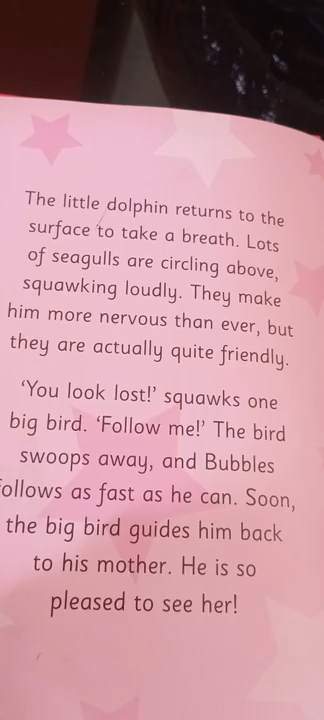 The little dolphin returns to the
surface to take a breath. Lots
of seagulls are circling above,
squawking loudly. They make
him more nervous than ever, but
they are actually quite friendly.
‘You look lost!’ squawks one
big bird. ‘Follow me!’ The bird
swoops away, and Bubbles
follows as fast as he can. Soon,
the big bird guides him back
to his mother. He is so
pleased to see her!